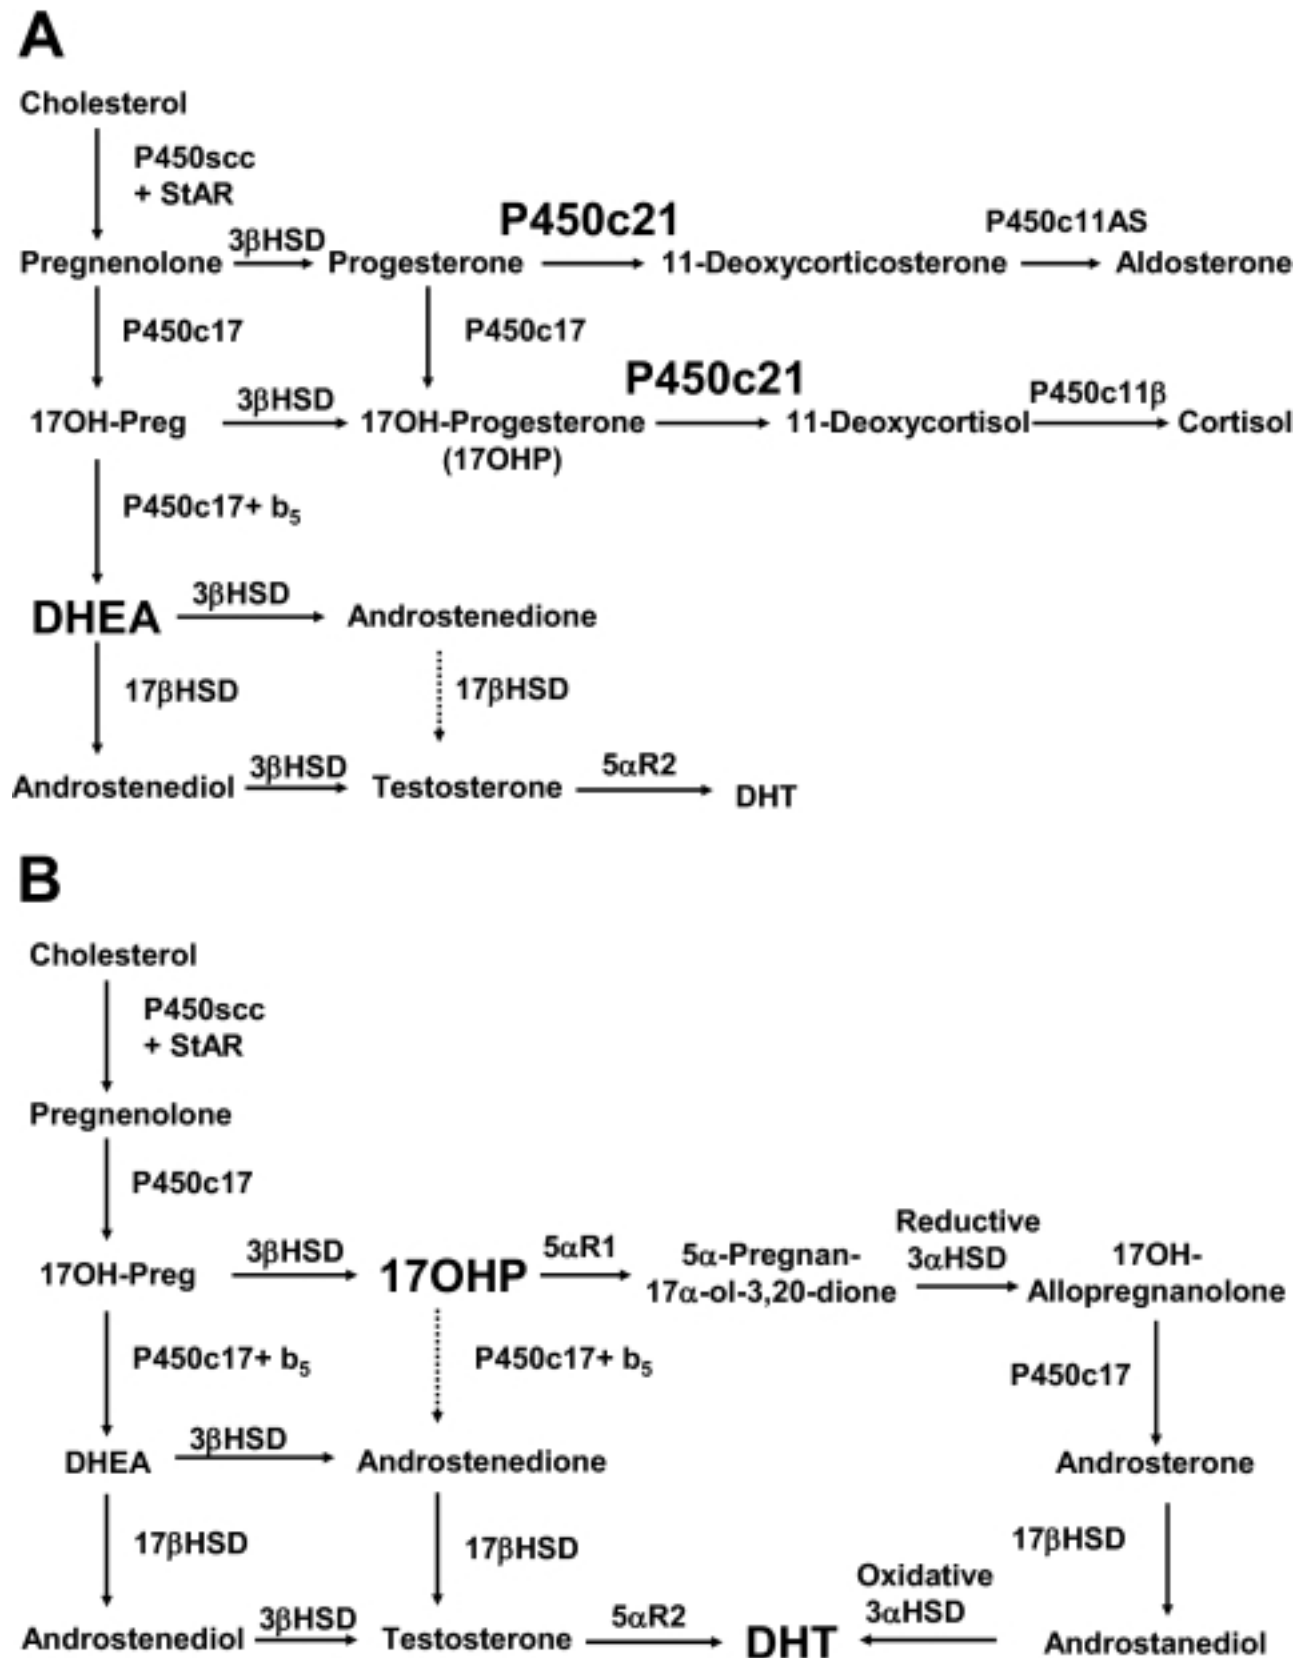 A
Cholesterol
P450scc
+ StAR
P450c21
P450c11AS
3βHSD
Pregnenolone
Progesterone
11-Deoxycorticosterone
Aldosterone
P450c17
P450c17
P450c21
P450c11β
3βHSD
17OH-Preg
17OH-Progesterone
11-Deoxycortisol
Cortisol
(17OHP)
P450c17+ b₅
3βHSD
DHEA
Androstenedione
17βHSD
17βHSD
3βHSD
5αR2
Androstenediol
Testosterone
DHT
B
Cholesterol
P450scc
+ StAR
Pregnenolone
P450c17
3βHSD
5αR1
Reductive
3αHSD
17OH-Preg
17OHP
5α-Pregnan-
17α-ol-3,20-dione
17OH-
Allopregnanolone
P450c17+ b₅
P450c17+ b₅
P450c17
3βHSD
DHEA
Androstenedione
Androsterone
17βHSD
17βHSD
17βHSD
Oxidative
3αHSD
3βHSD
5αR2
Androstenediol
Testosterone
DHT
Androstanediol